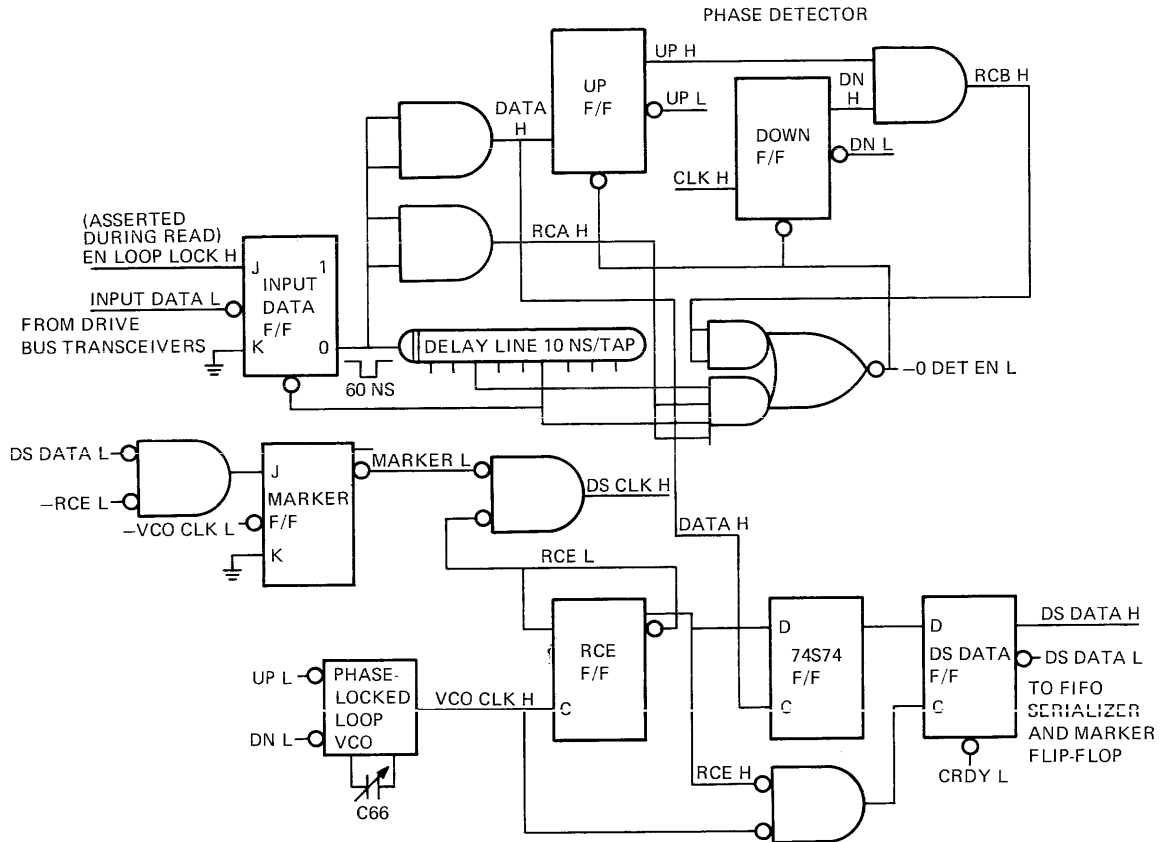 PHASE DETECTOR
UP H
UP
F/F
UP L
DN
H
RCB H
DATA
H
DOWN
F/F
DN L
CLK H
(ASSERTED
DURING READ)
EN LOOP LOCK H
J
1
RCA H
INPUT DATA L
INPUT
DATA
F/F
FROM DRIVE
BUS TRANSCEIVERS
K
0
DELAY LINE 10 NS/TAP
60 NS
–0 DET EN L
DS DATA L
–RCE L
J
MARKER
F/F
–VCO CLK L
K
MARKER L
DS CLK H
DATA H
RCE L
RCE
F/F
C
D
74S74
F/F
C
D
DS DATA
F/F
C
DS DATA H
DS DATA L
TO FIFO
SERIALIZER
AND MARKER
FLIP-FLOP
UP L
PHASE-
LOCKED
LOOP
VCO
VCO CLK H
DN L
C66
RCE H
CRDY L